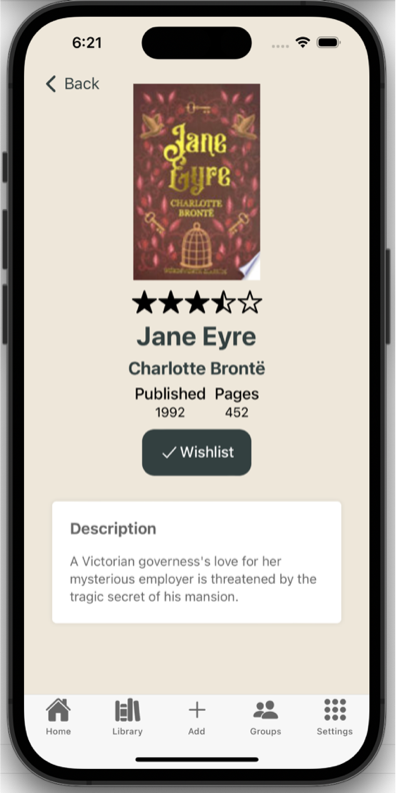 6:21
Back
Jane
Eyre
CHARLOTTE
BRONTË
Jane Eyre
Charlotte Brontë
Published Pages
1992 452
Wishlist
Description
A Victorian governess's love for her
mysterious employer is threatened by the
tragic secret of his mansion.
Home Library Add Groups Settings